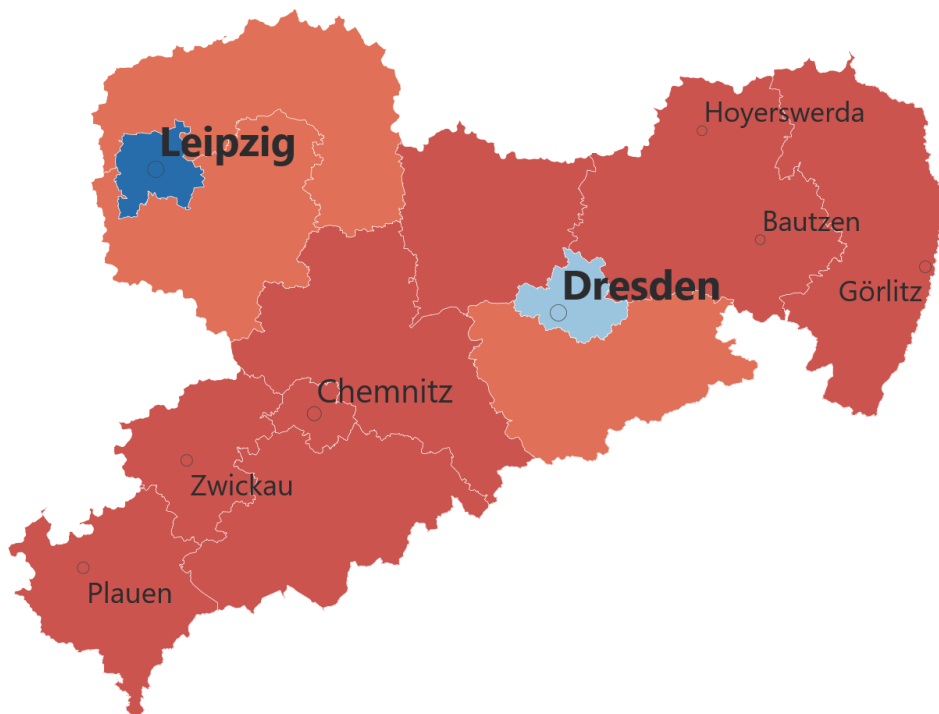 Hoyerswerda
Leipzig
Bautzen
Dresden
Görlitz
Chemnitz
Zwickau
Plauen